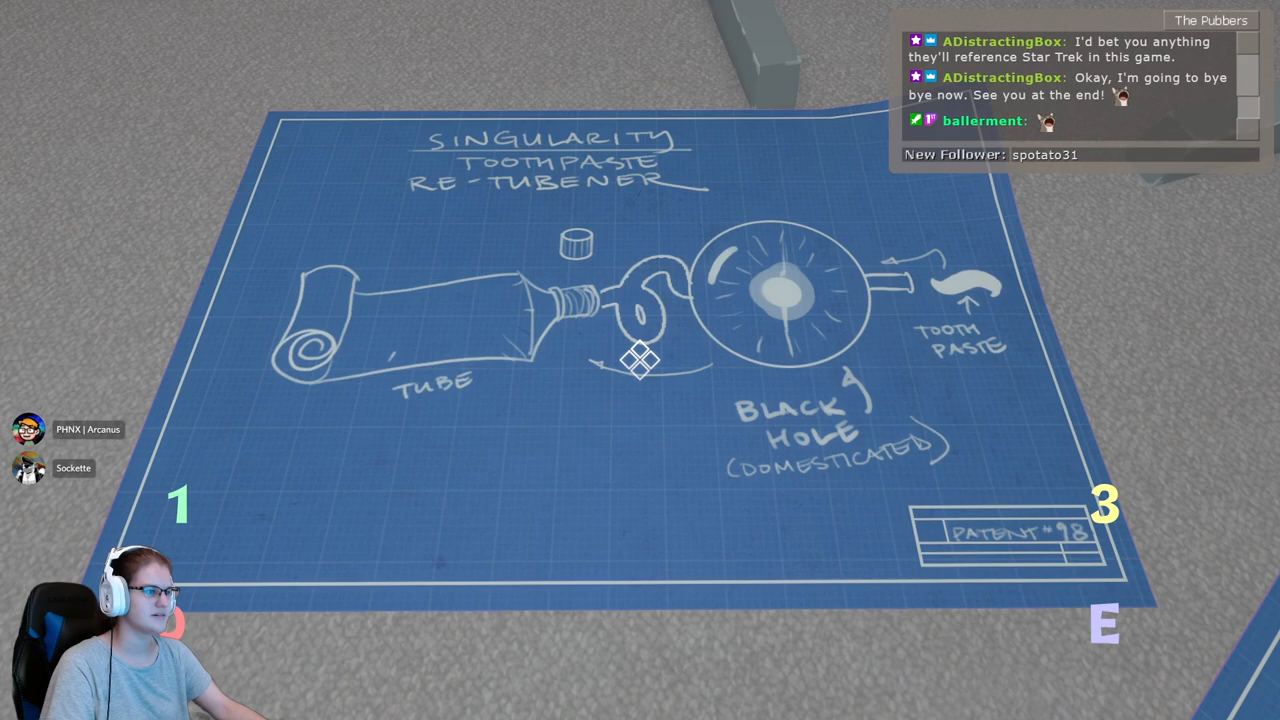 The Pubbers
ADistractingBox: I'd bet you anything
they'll reference Star Trek in this game.
ADistractingBox: Okay, I'm going to bye
bye now. See you at the end!
ballerment:
New Follower: spotato31
SINGULARITY
TOOTHPASTE
RE-TUBENER
TOOTH
PASTE
TUBE
BLACK
HOLE
(DOMESTICATED)
PHNX | Arcanus
Sockette
1
3
PATENT # 98
E